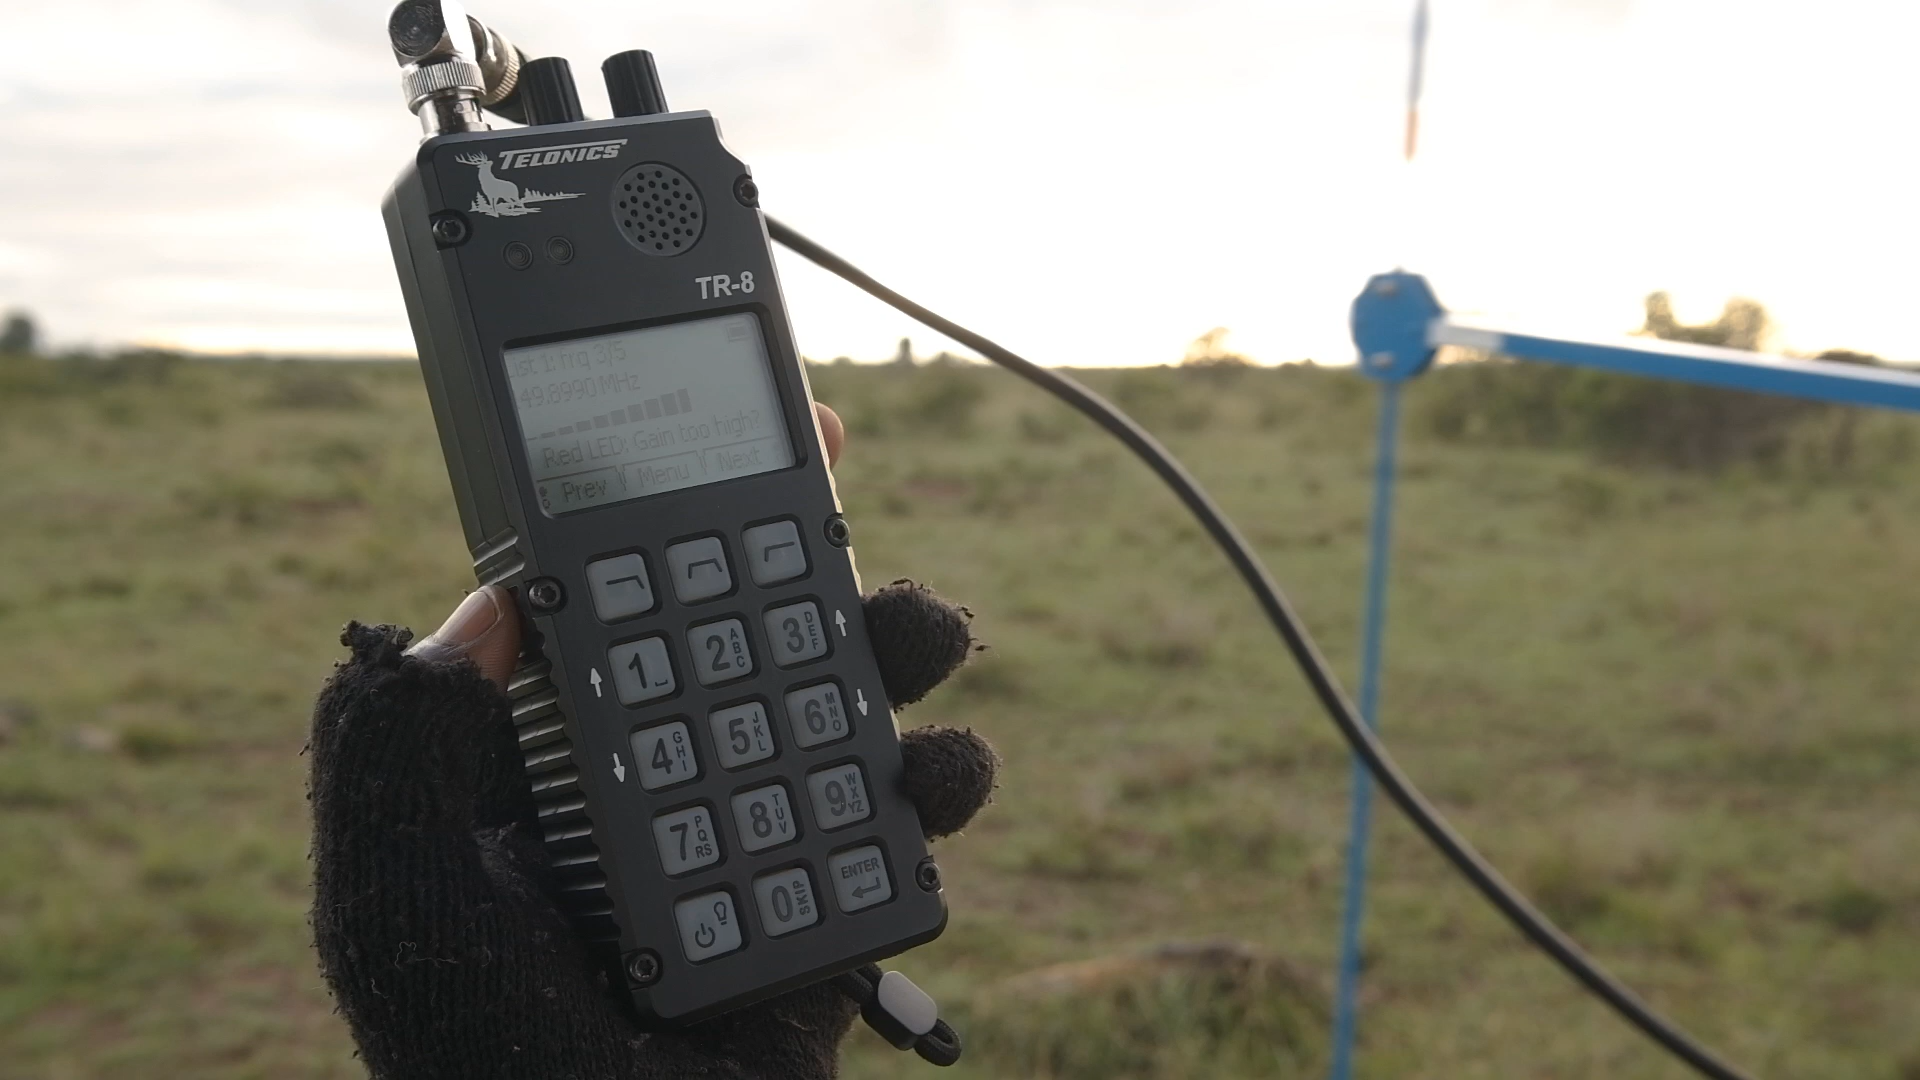 TELONICS
TR-8
ist 1: frq 3/5
49.8990 MHz
Red LED: Gain too high?
Prev Menu Next
1 2 ABC 3 DEF
4 GHI 5 JKL 6 MNO
7 PQRS 8 TUV 9 WXYZ
0 SKIP ENTER